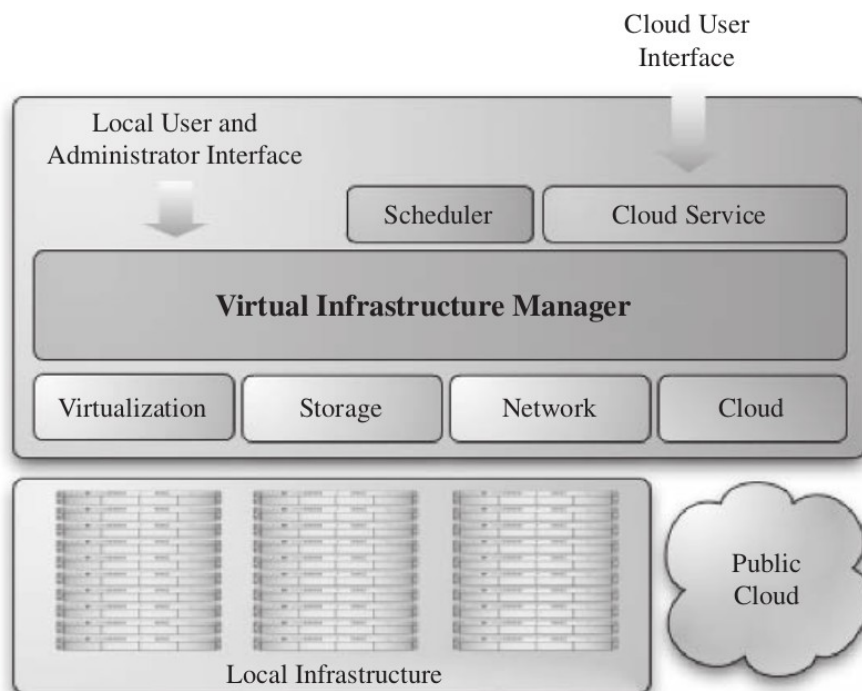 Cloud User
Interface
Local User and
Administrator Interface
Scheduler
Cloud Service
Virtual Infrastructure Manager
Virtualization
Storage
Network
Cloud
Public
Cloud
Local Infrastructure